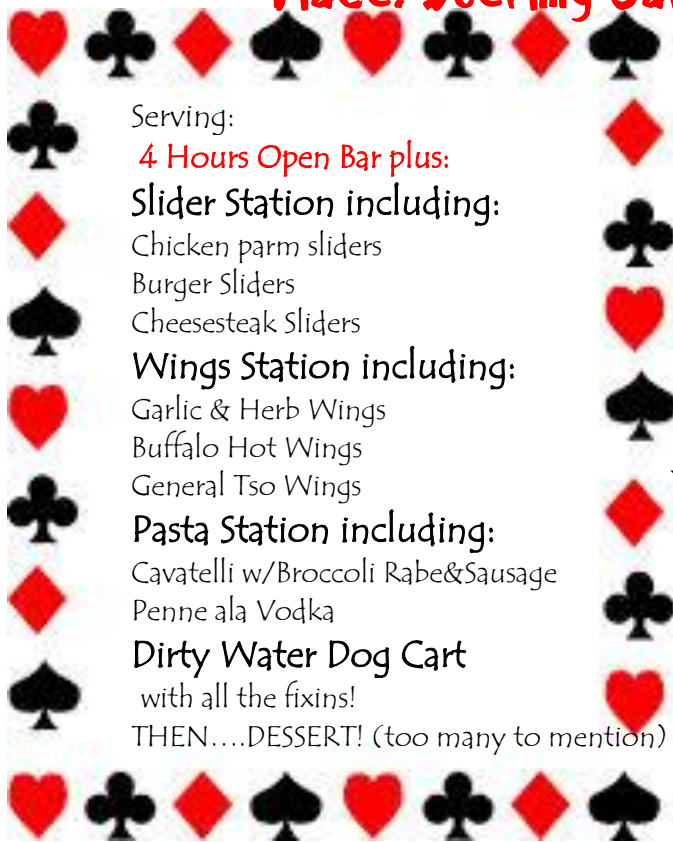 Serving:
4 Hours Open Bar plus:
Slider Station including:
Chicken parm sliders
Burger Sliders
Cheesesteak Sliders
Wings Station including:
Garlic & Herb Wings
Buffalo Hot Wings
General Tso Wings
Pasta Station including:
Cavatelli w/Broccoli Rabe&Sausage
Penne ala Vodka
Dirty Water Dog Cart
with all the fixins!
THEN....DESSERT! (too many to mention)